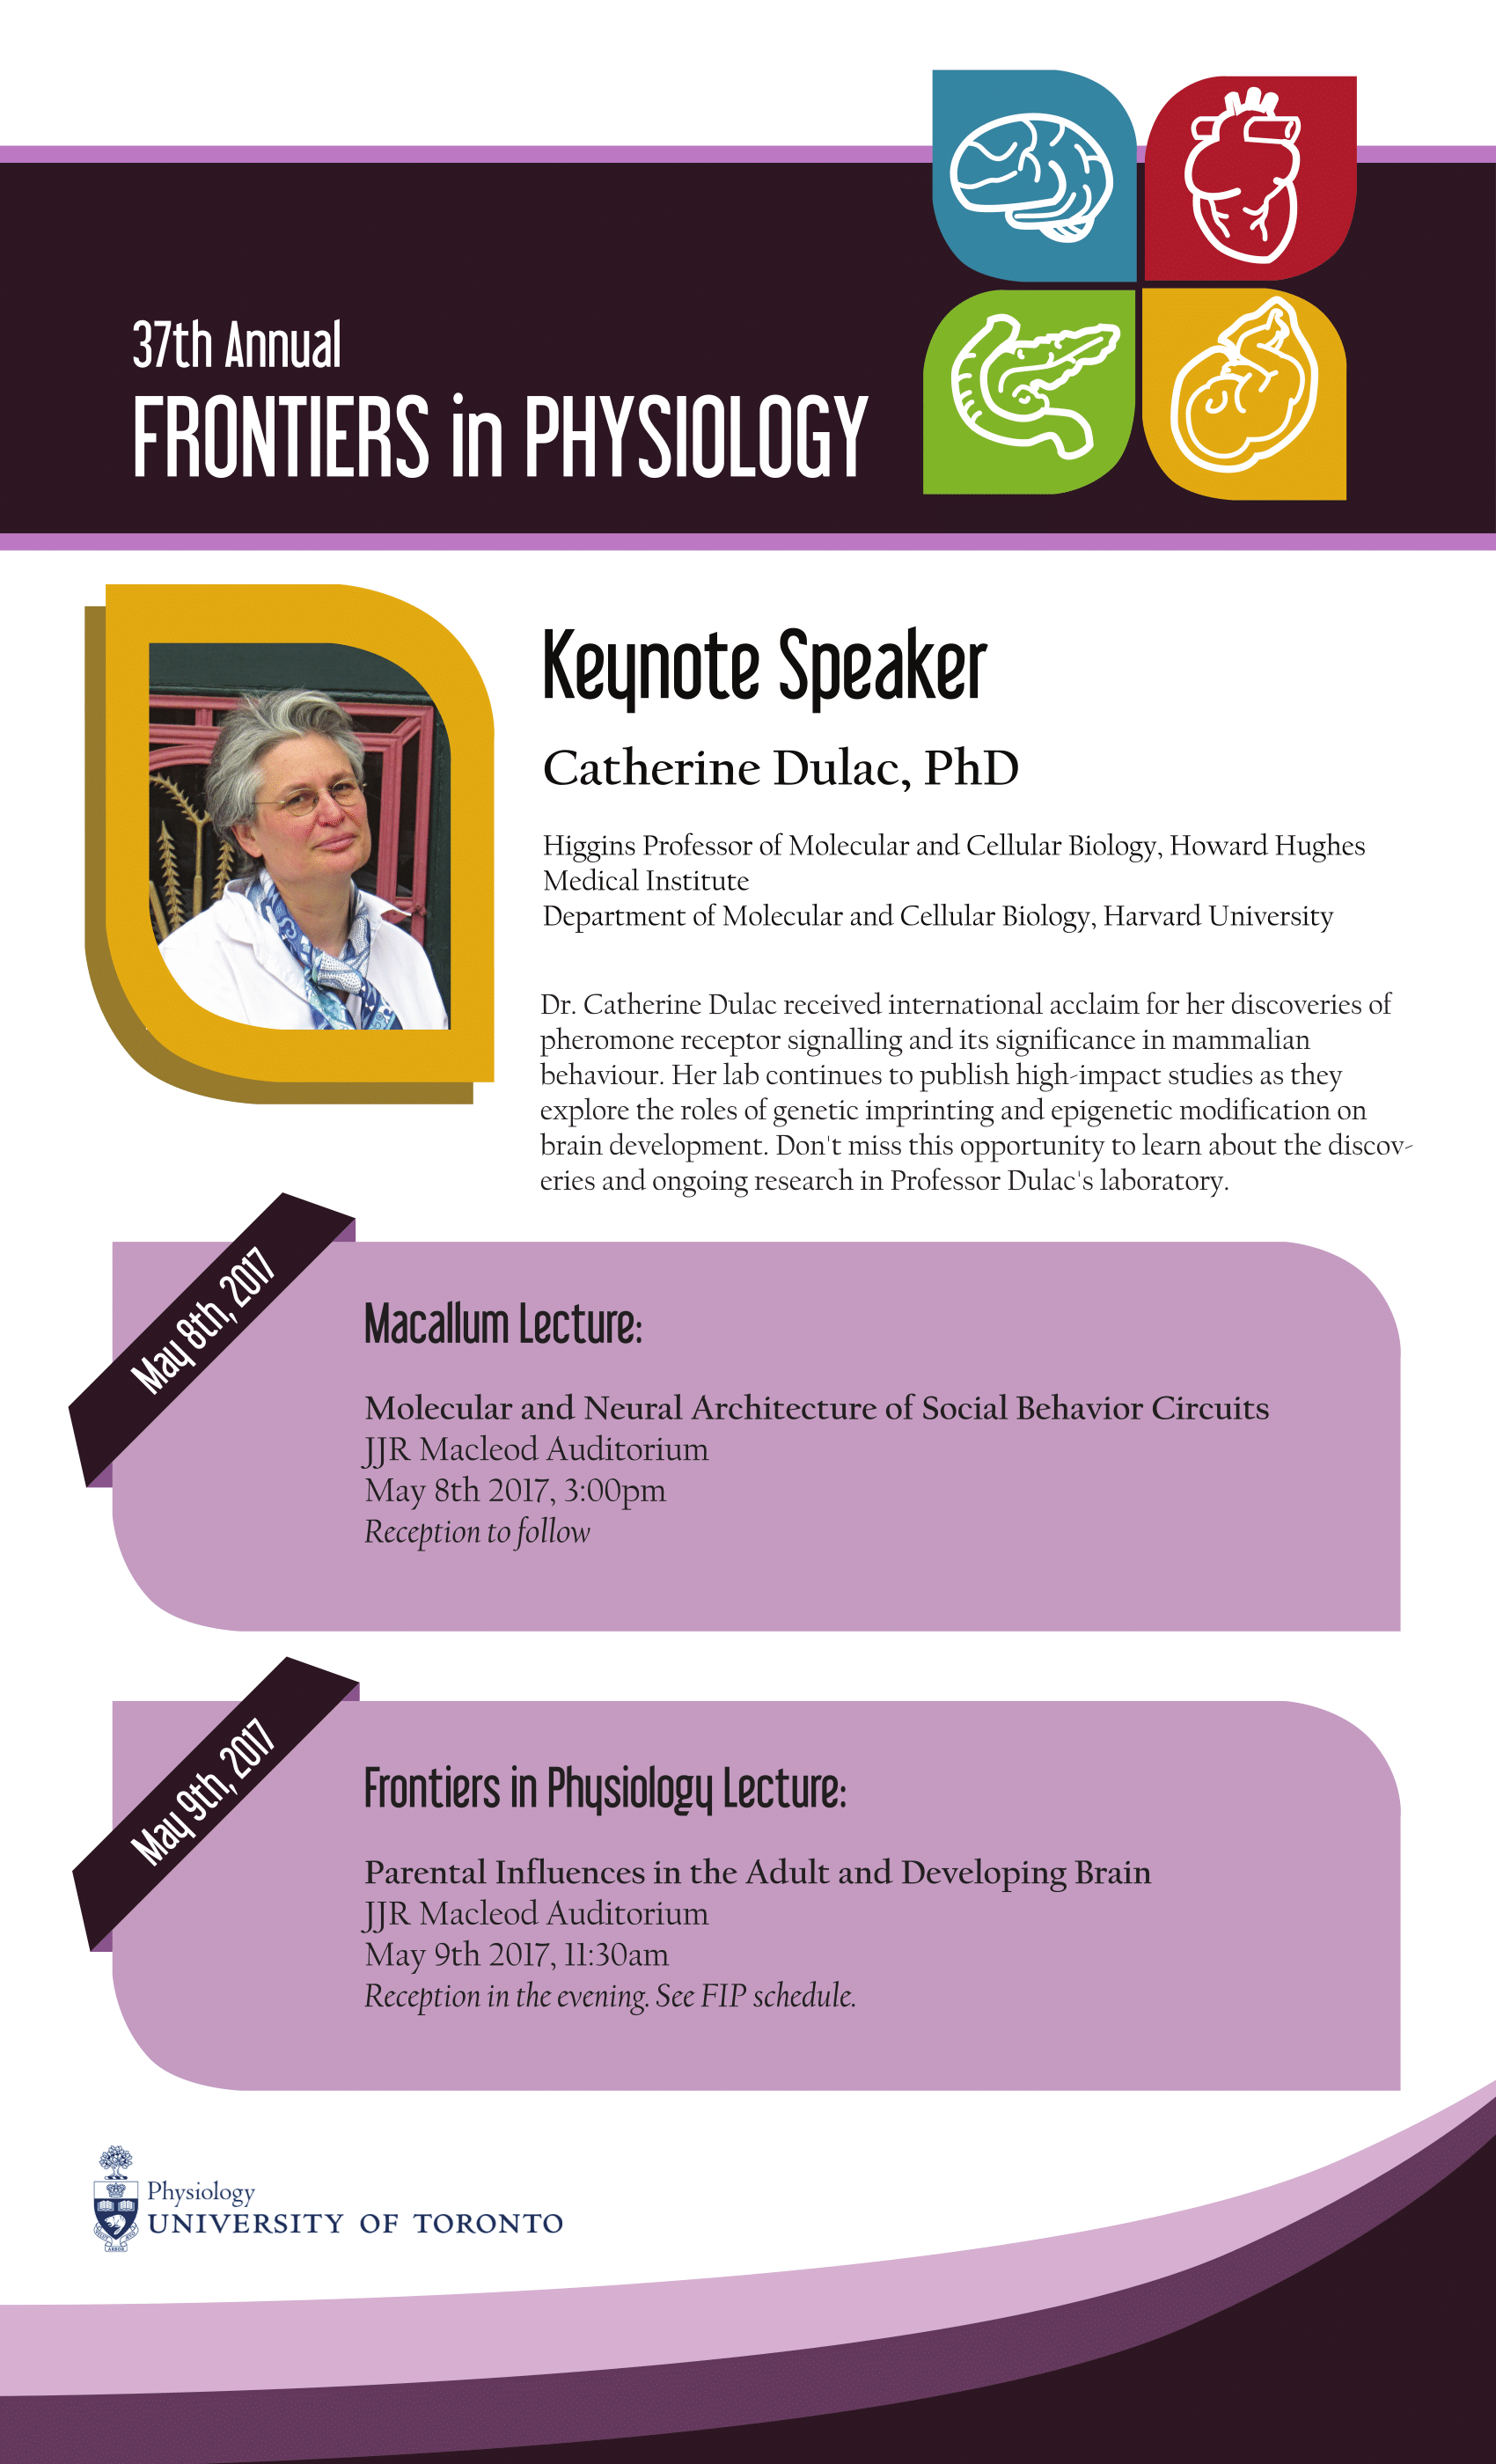 37th Annual
FRONTIERS in PHYSIOLOGY
Keynote Speaker
Catherine Dulac, PhD
Higgins Professor of Molecular and Cellular Biology, Howard Hughes
Medical Institute
Department of Molecular and Cellular Biology, Harvard University
Dr. Catherine Dulac received international acclaim for her discoveries of
pheromone receptor signalling and its significance in mammalian
behaviour. Her lab continues to publish high-impact studies as they
explore the roles of genetic imprinting and epigenetic modification on
brain development. Don't miss this opportunity to learn about the discov-
eries and ongoing research in Professor Dulac's laboratory.
May 8th, 2017
Macallum Lecture:
Molecular and Neural Architecture of Social Behavior Circuits
JJR Macleod Auditorium
May 8th 2017, 3:00pm
Reception to follow
May 9th, 2017
Frontiers in Physiology Lecture:
Parental Influences in the Adult and Developing Brain
JJR Macleod Auditorium
May 9th 2017, 11:30am
Reception in the evening. See FIP schedule.
Physiology
UNIVERSITY OF TORONTO